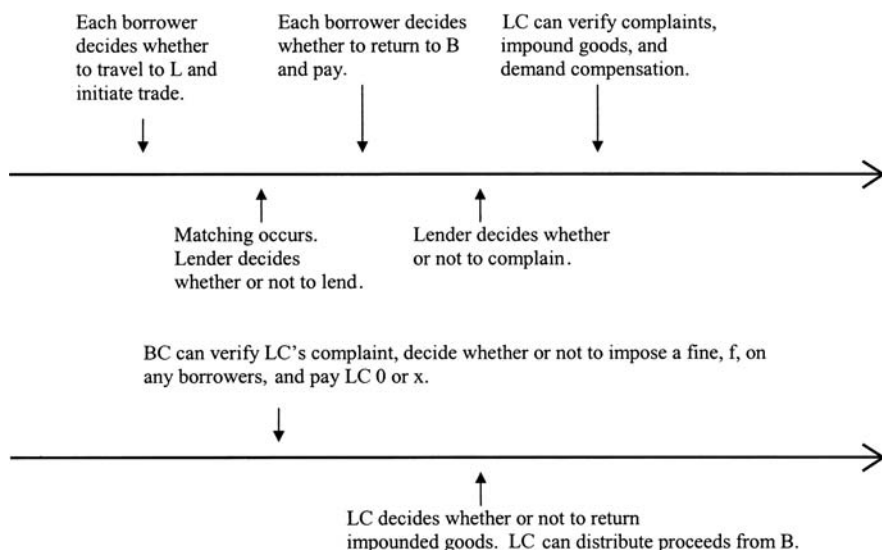 Each borrower
decides whether
to travel to L and
initiate trade.
Each borrower decides
whether to return to B
and pay.
LC can verify complaints,
impound goods, and
demand compensation.
Matching occurs.
Lender decides
whether or not to lend.
Lender decides whether
or not to complain.
BC can verify LC's complaint, decide whether or not to impose a fine, f, on
any borrowers, and pay LC 0 or x.
LC decides whether or not to return
impounded goods. LC can distribute proceeds from B.